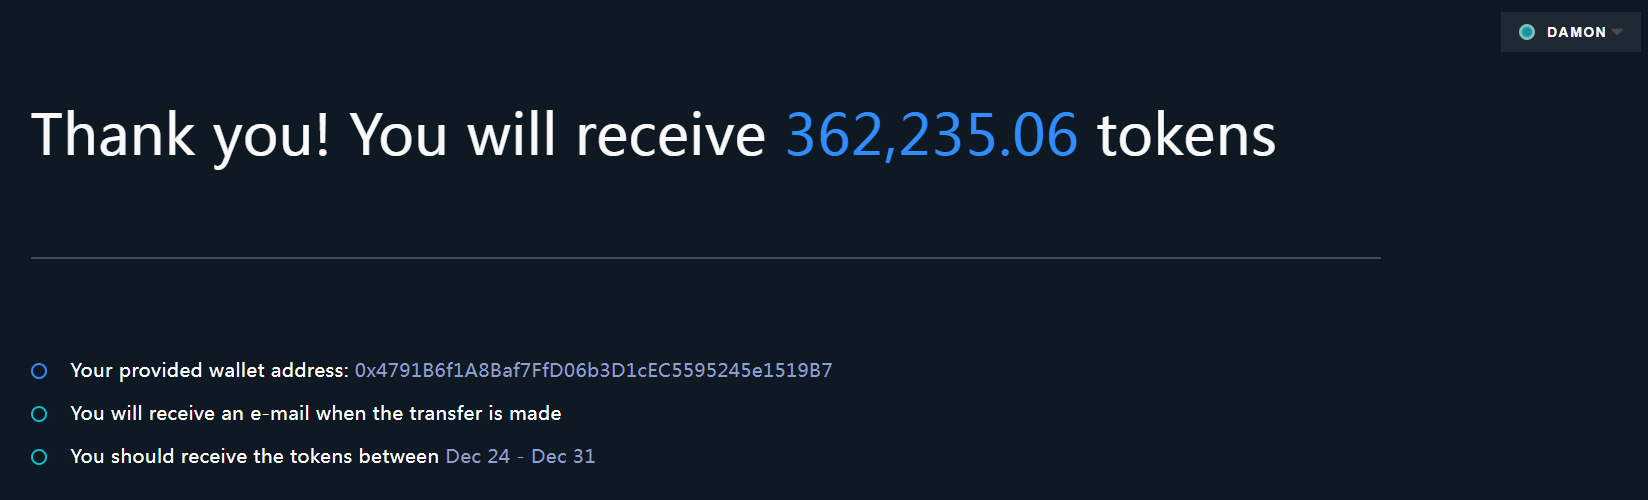 DAMON
Thank you! You will receive 362,235.06 tokens
Your provided wallet address: 0x4791B6f1A8Baf7FfD06b3D1cEC5595245e1519B7
You will receive an e-mail when the transfer is made
You should receive the tokens between Dec 24 - Dec 31